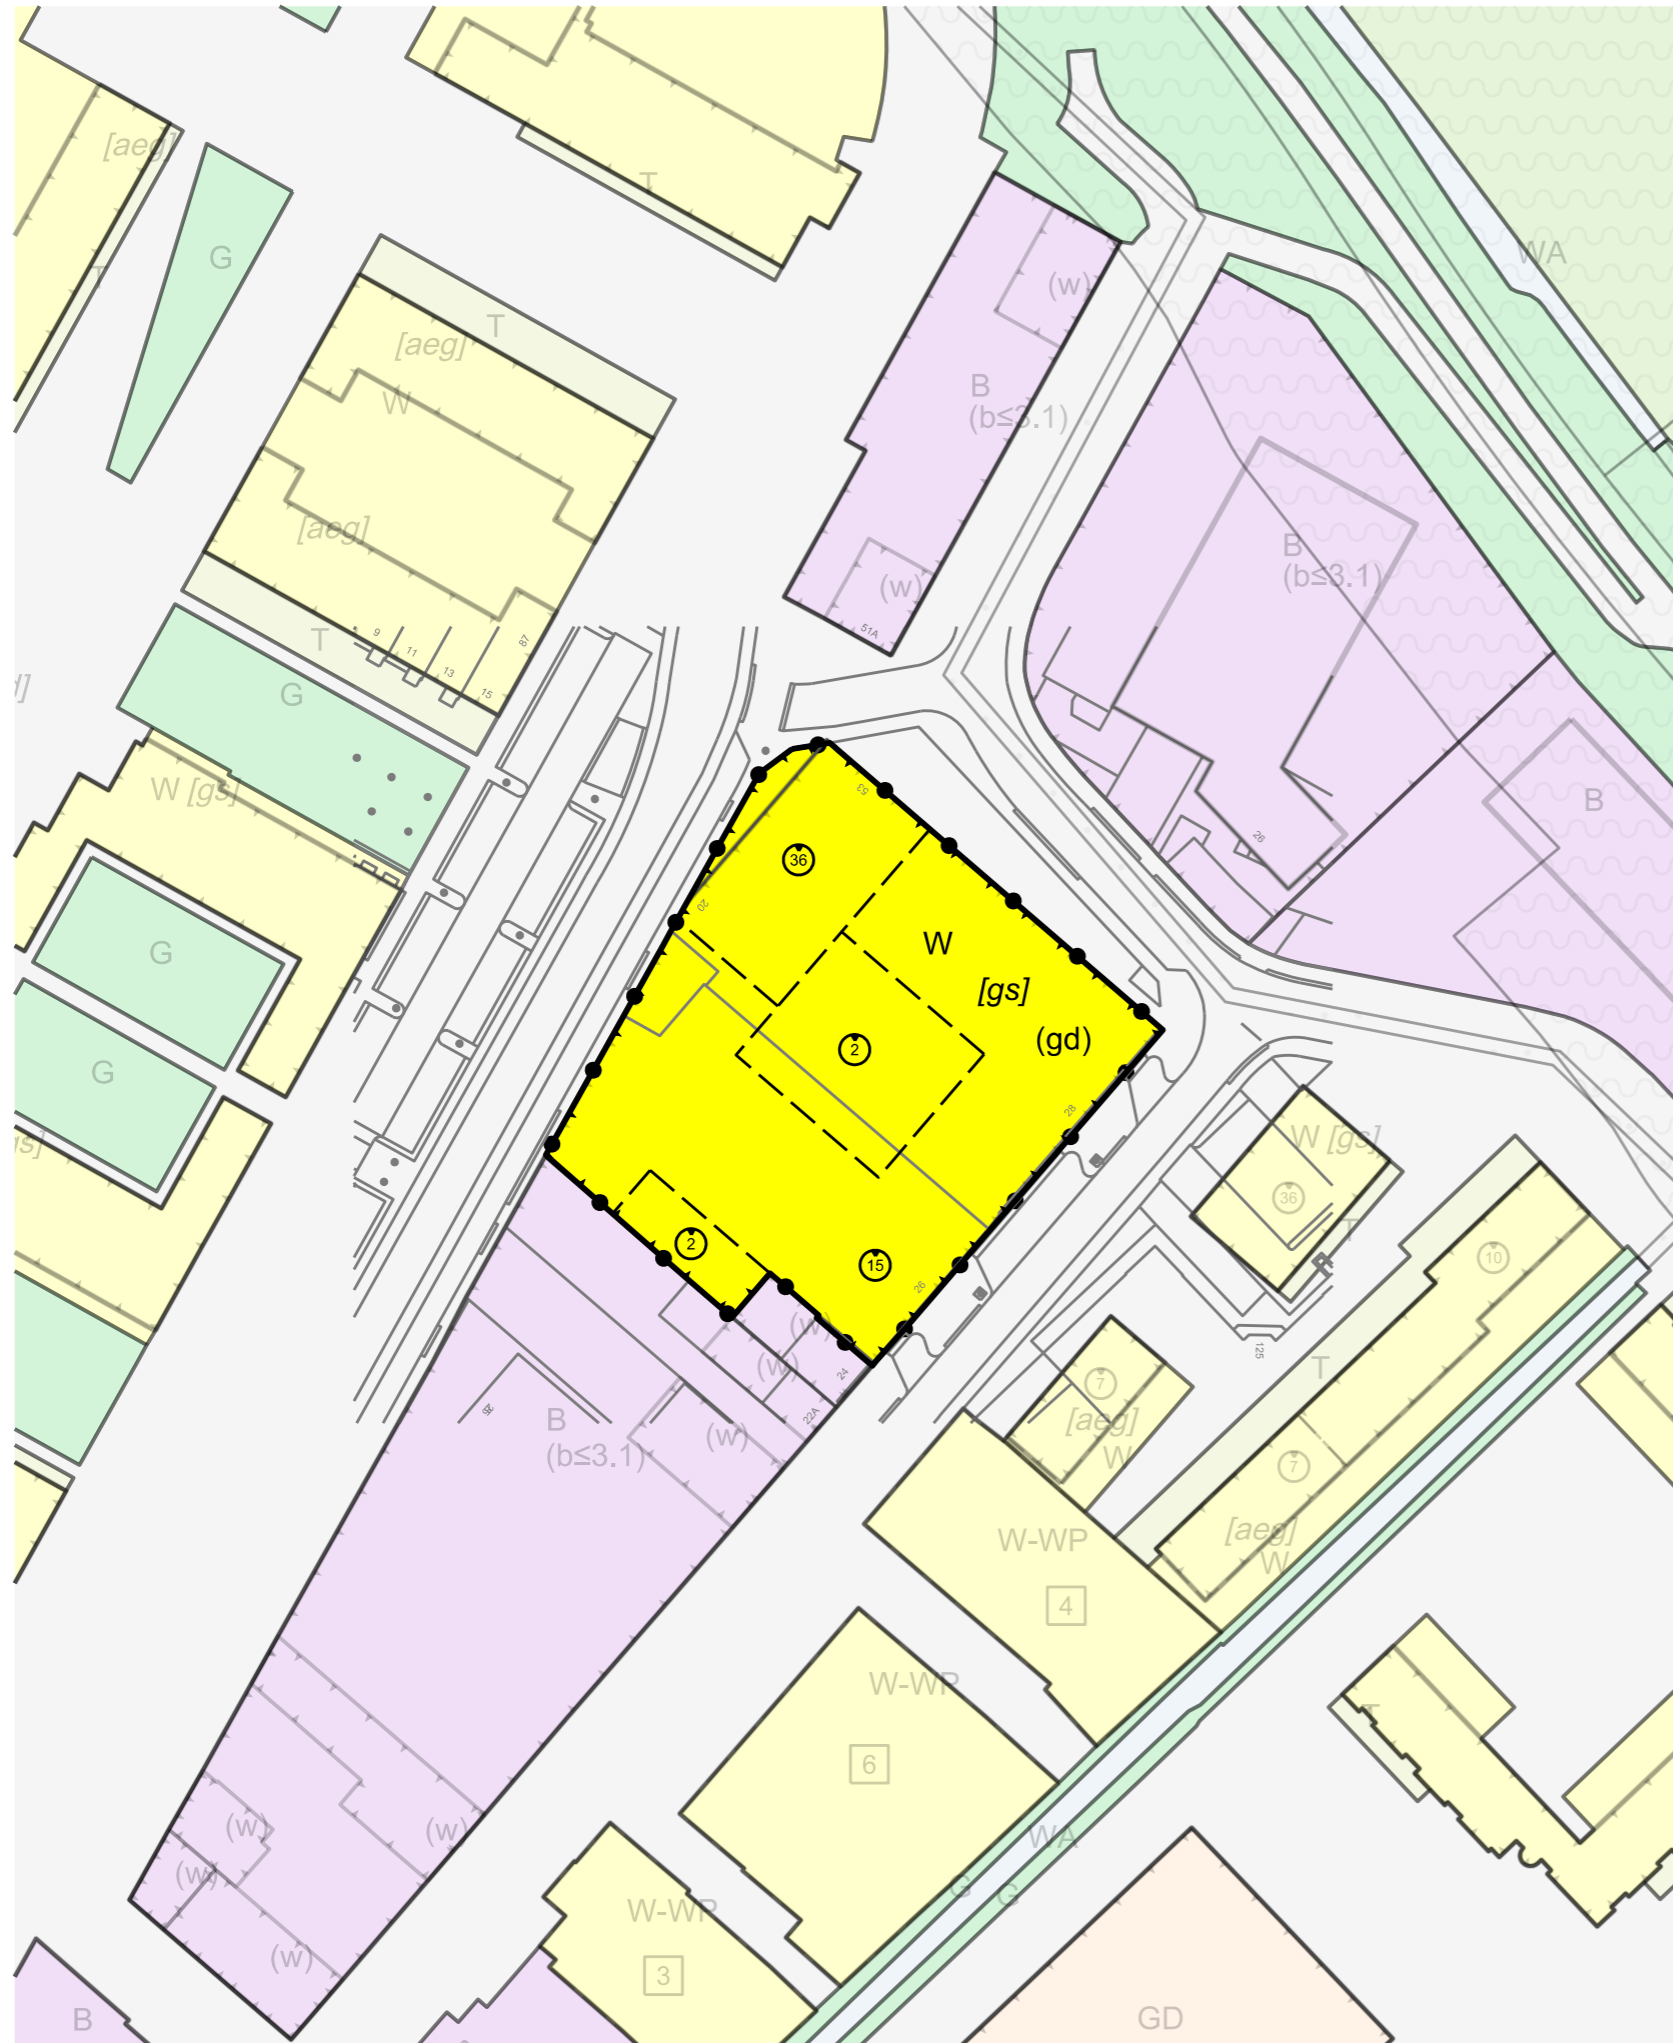 [aeg]
T
G
T
WA
(w)
T
[aeg]
W
B
(b≤3.1)
[aeg]
B
(b≤3.1)
(w)
51A
T
9
11
13
15
87
G
W [gs]
B
53
36
26
20
W
[gs]
(gd)
2
G
G
28
W [gs]
36
T
10
2
15
26
(w)
(w)
24
22A
125
T
7
[aeg]
W
B
(b≤3.1)
(w)
7
[aeg]
W
W-WP
4
W-WP
6
T
(w)
(w)
(w)
WA
G
G
W-WP
3
(w)
B
GD